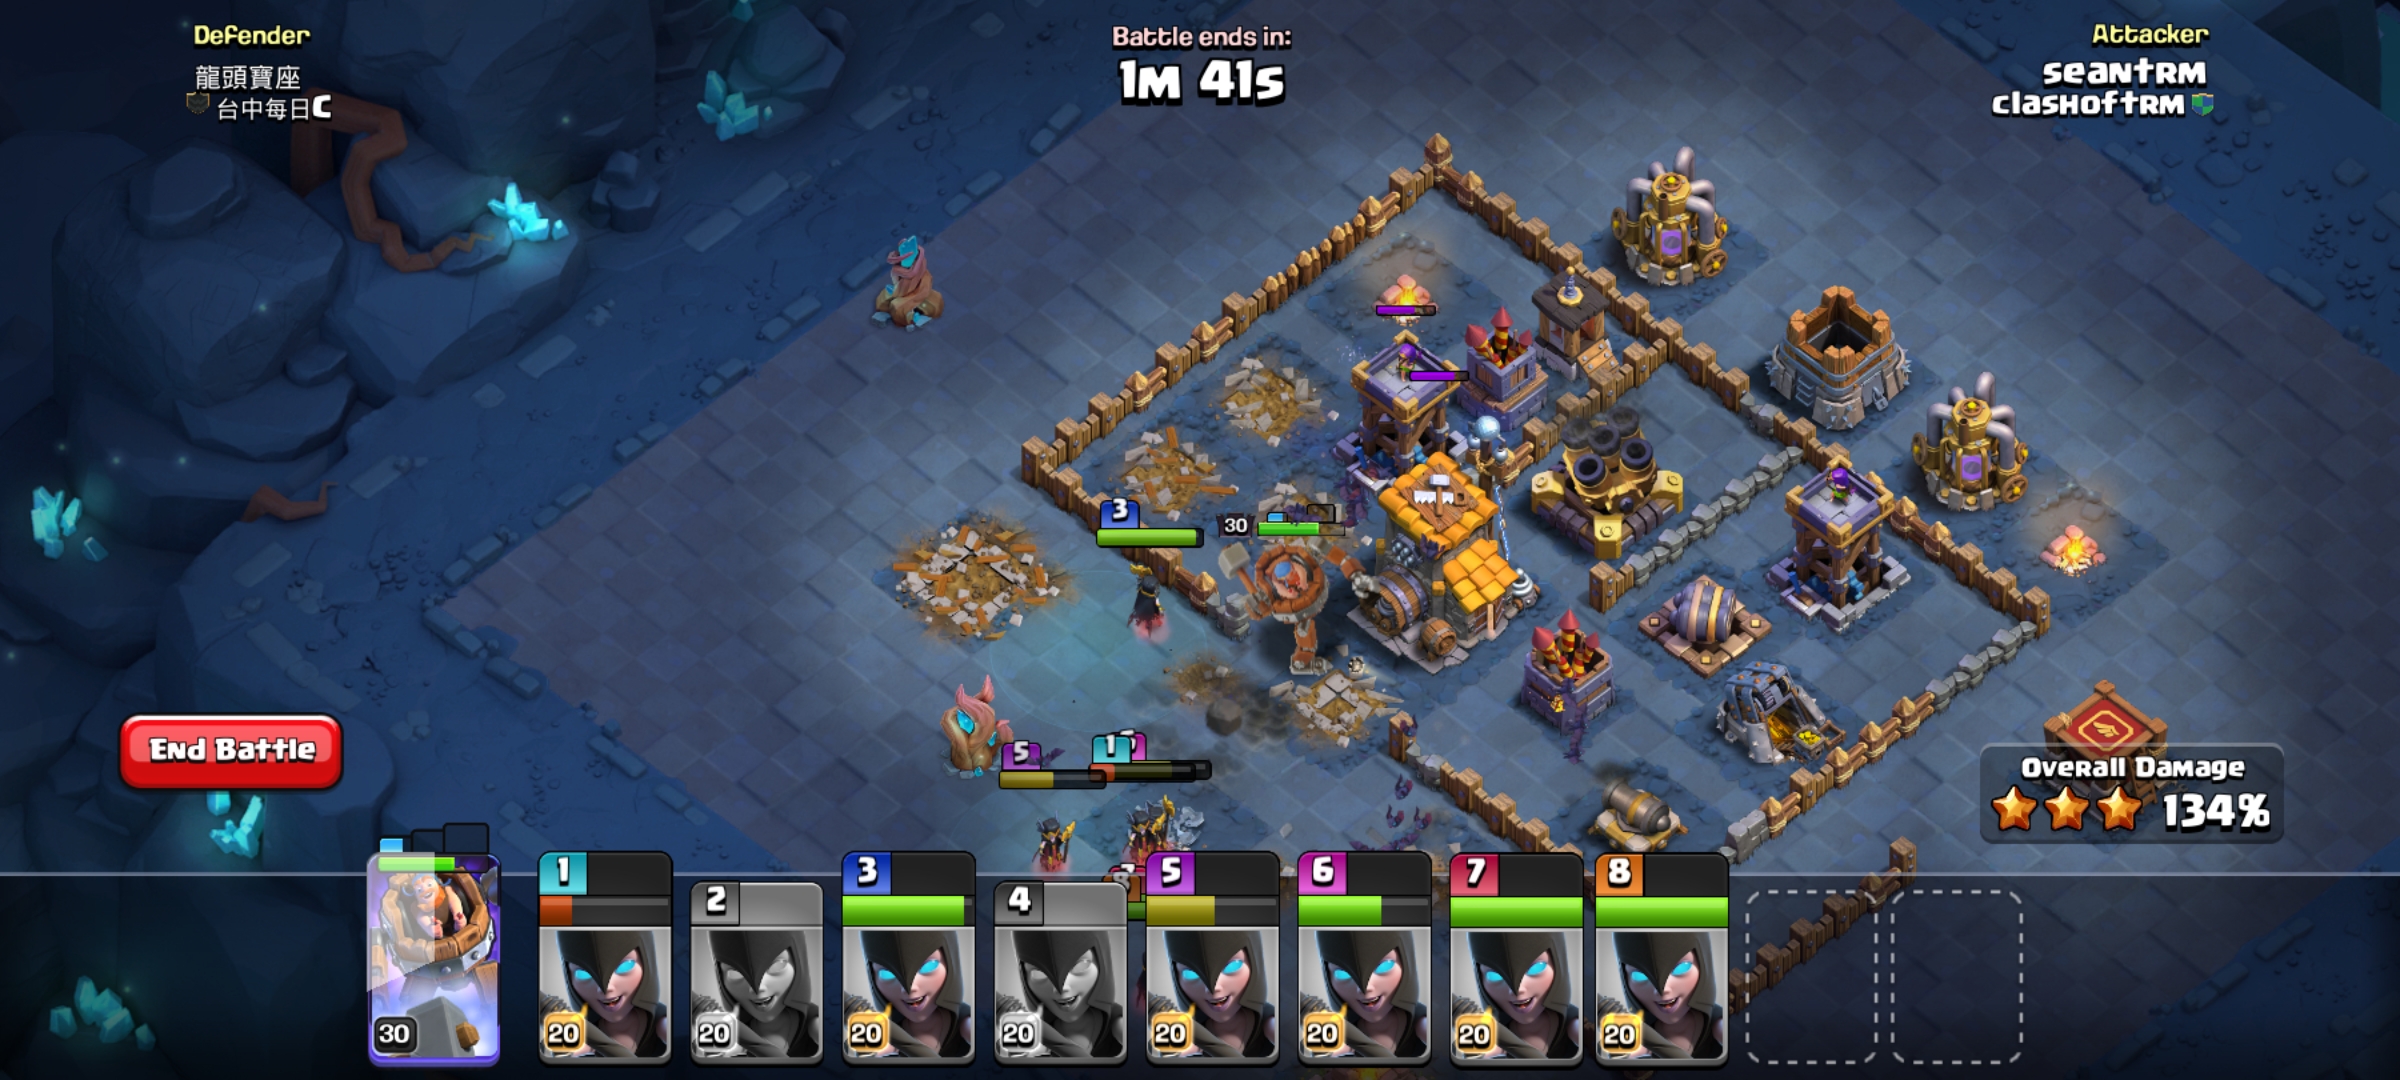 Defender
龍頭寶座
台中每日C
Battle ends in:
1M 41s
Attacker
seantrm
clashoftrm
3
30
5
1
End Battle
Overall Damage
134%
1
2
3
4
5
6
7
8
30
20
20
20
20
20
20
20
20